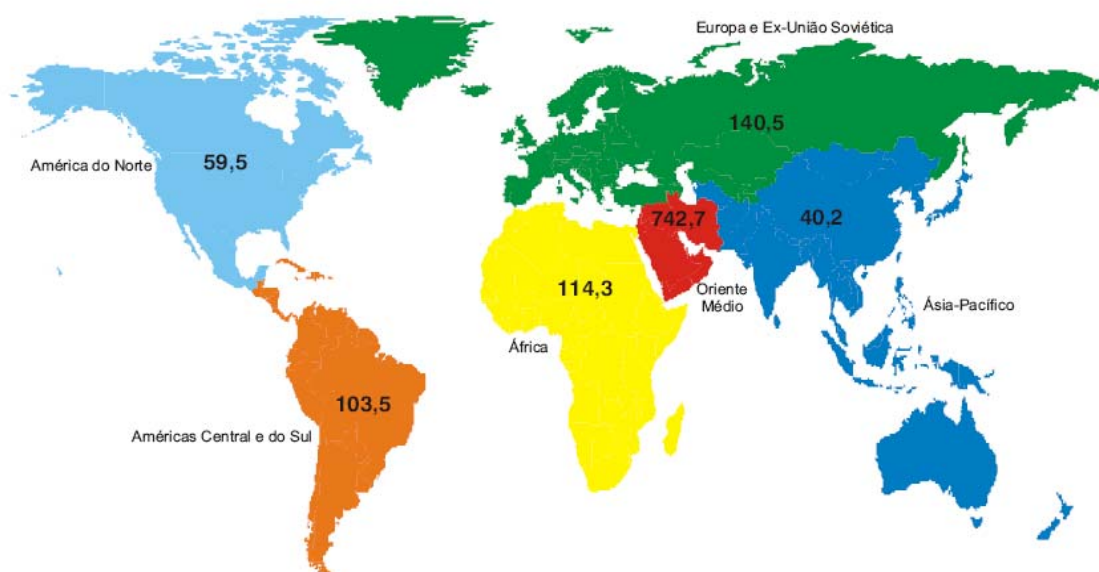 Europa e Ex-União Soviética
140,5
América do Norte
59,5
742,7
40,2
114,3
Oriente
Médio
Ásia-Pacífico
África
103,5
Américas Central e do Sul